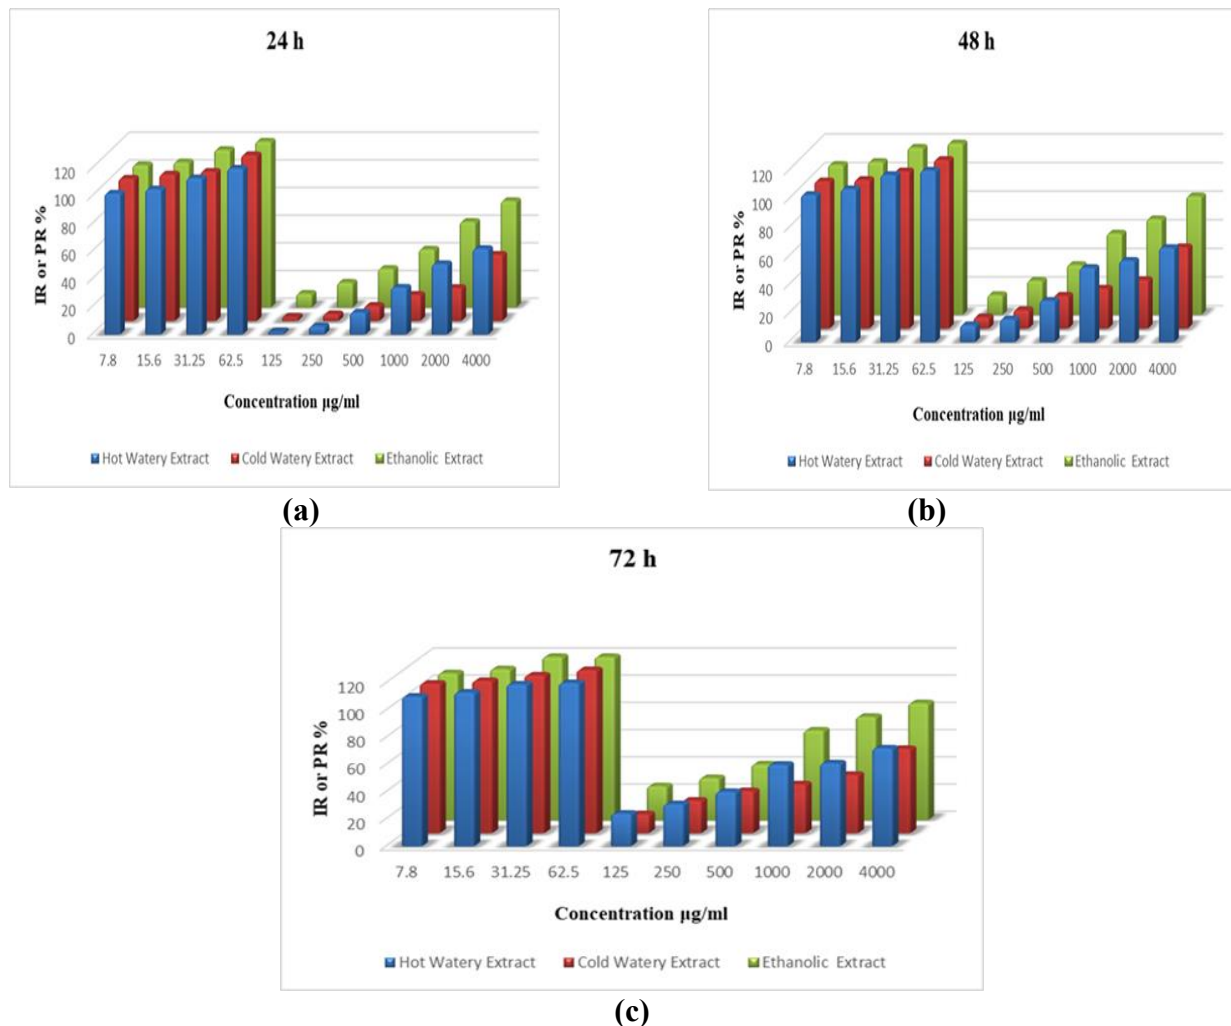 24 h
IR or PR %
120
100
80
60
40
20
0
7.8 15.6 31.25 62.5 125 250 500 1000 2000 4000
Concentration µg/ml
Hot Watery Extract Cold Watery Extract Ethanolic Extract
(a)
48 h
IR or PR %
120
100
80
60
40
20
0
7.8 15.6 31.25 62.5 125 250 500 1000 2000 4000
Concentration µg/ml
Hot Watery Extract Cold Watery Extract Ethanolic Extract
(b)
72 h
IR or PR %
120
100
80
60
40
20
0
7.8 15.6 31.25 62.5 125 250 500 1000 2000 4000
Concentration µg/ml
Hot Watery Extract Cold Watery Extract Ethanolic Extract
(c)